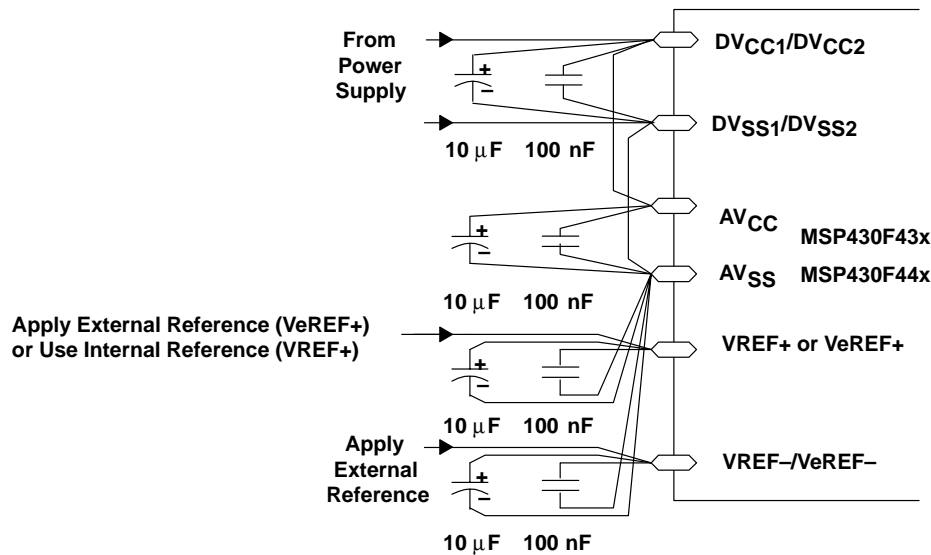 From
Power
Supply
+
−
DVCC1/DVCC2
DVSS1/DVSS2
10 μF 100 nF
+
−
AVCC
MSP430F43x
AVSS MSP430F44x
10 μF 100 nF
Apply External Reference (VeREF+)
or Use Internal Reference (VREF+)
+
−
VREF+ or VeREF+
10 μF 100 nF
Apply
External
Reference
+
−
VREF–/VeREF–
10 μF 100 nF